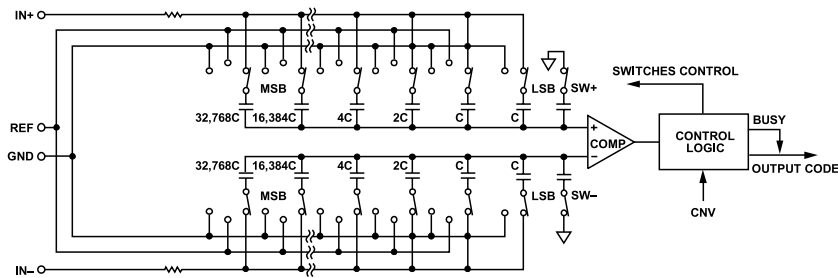 IN+
SWITCHES CONTROL
MSB
LSB
SW+
32,768C
16,384C
4C
2C
C
C
BUSY
REF
+
COMP
CONTROL
LOGIC
GND
–
OUTPUT CODE
32,768C
16,384C
4C
2C
C
C
MSB
LSB
SW–
CNV
IN–